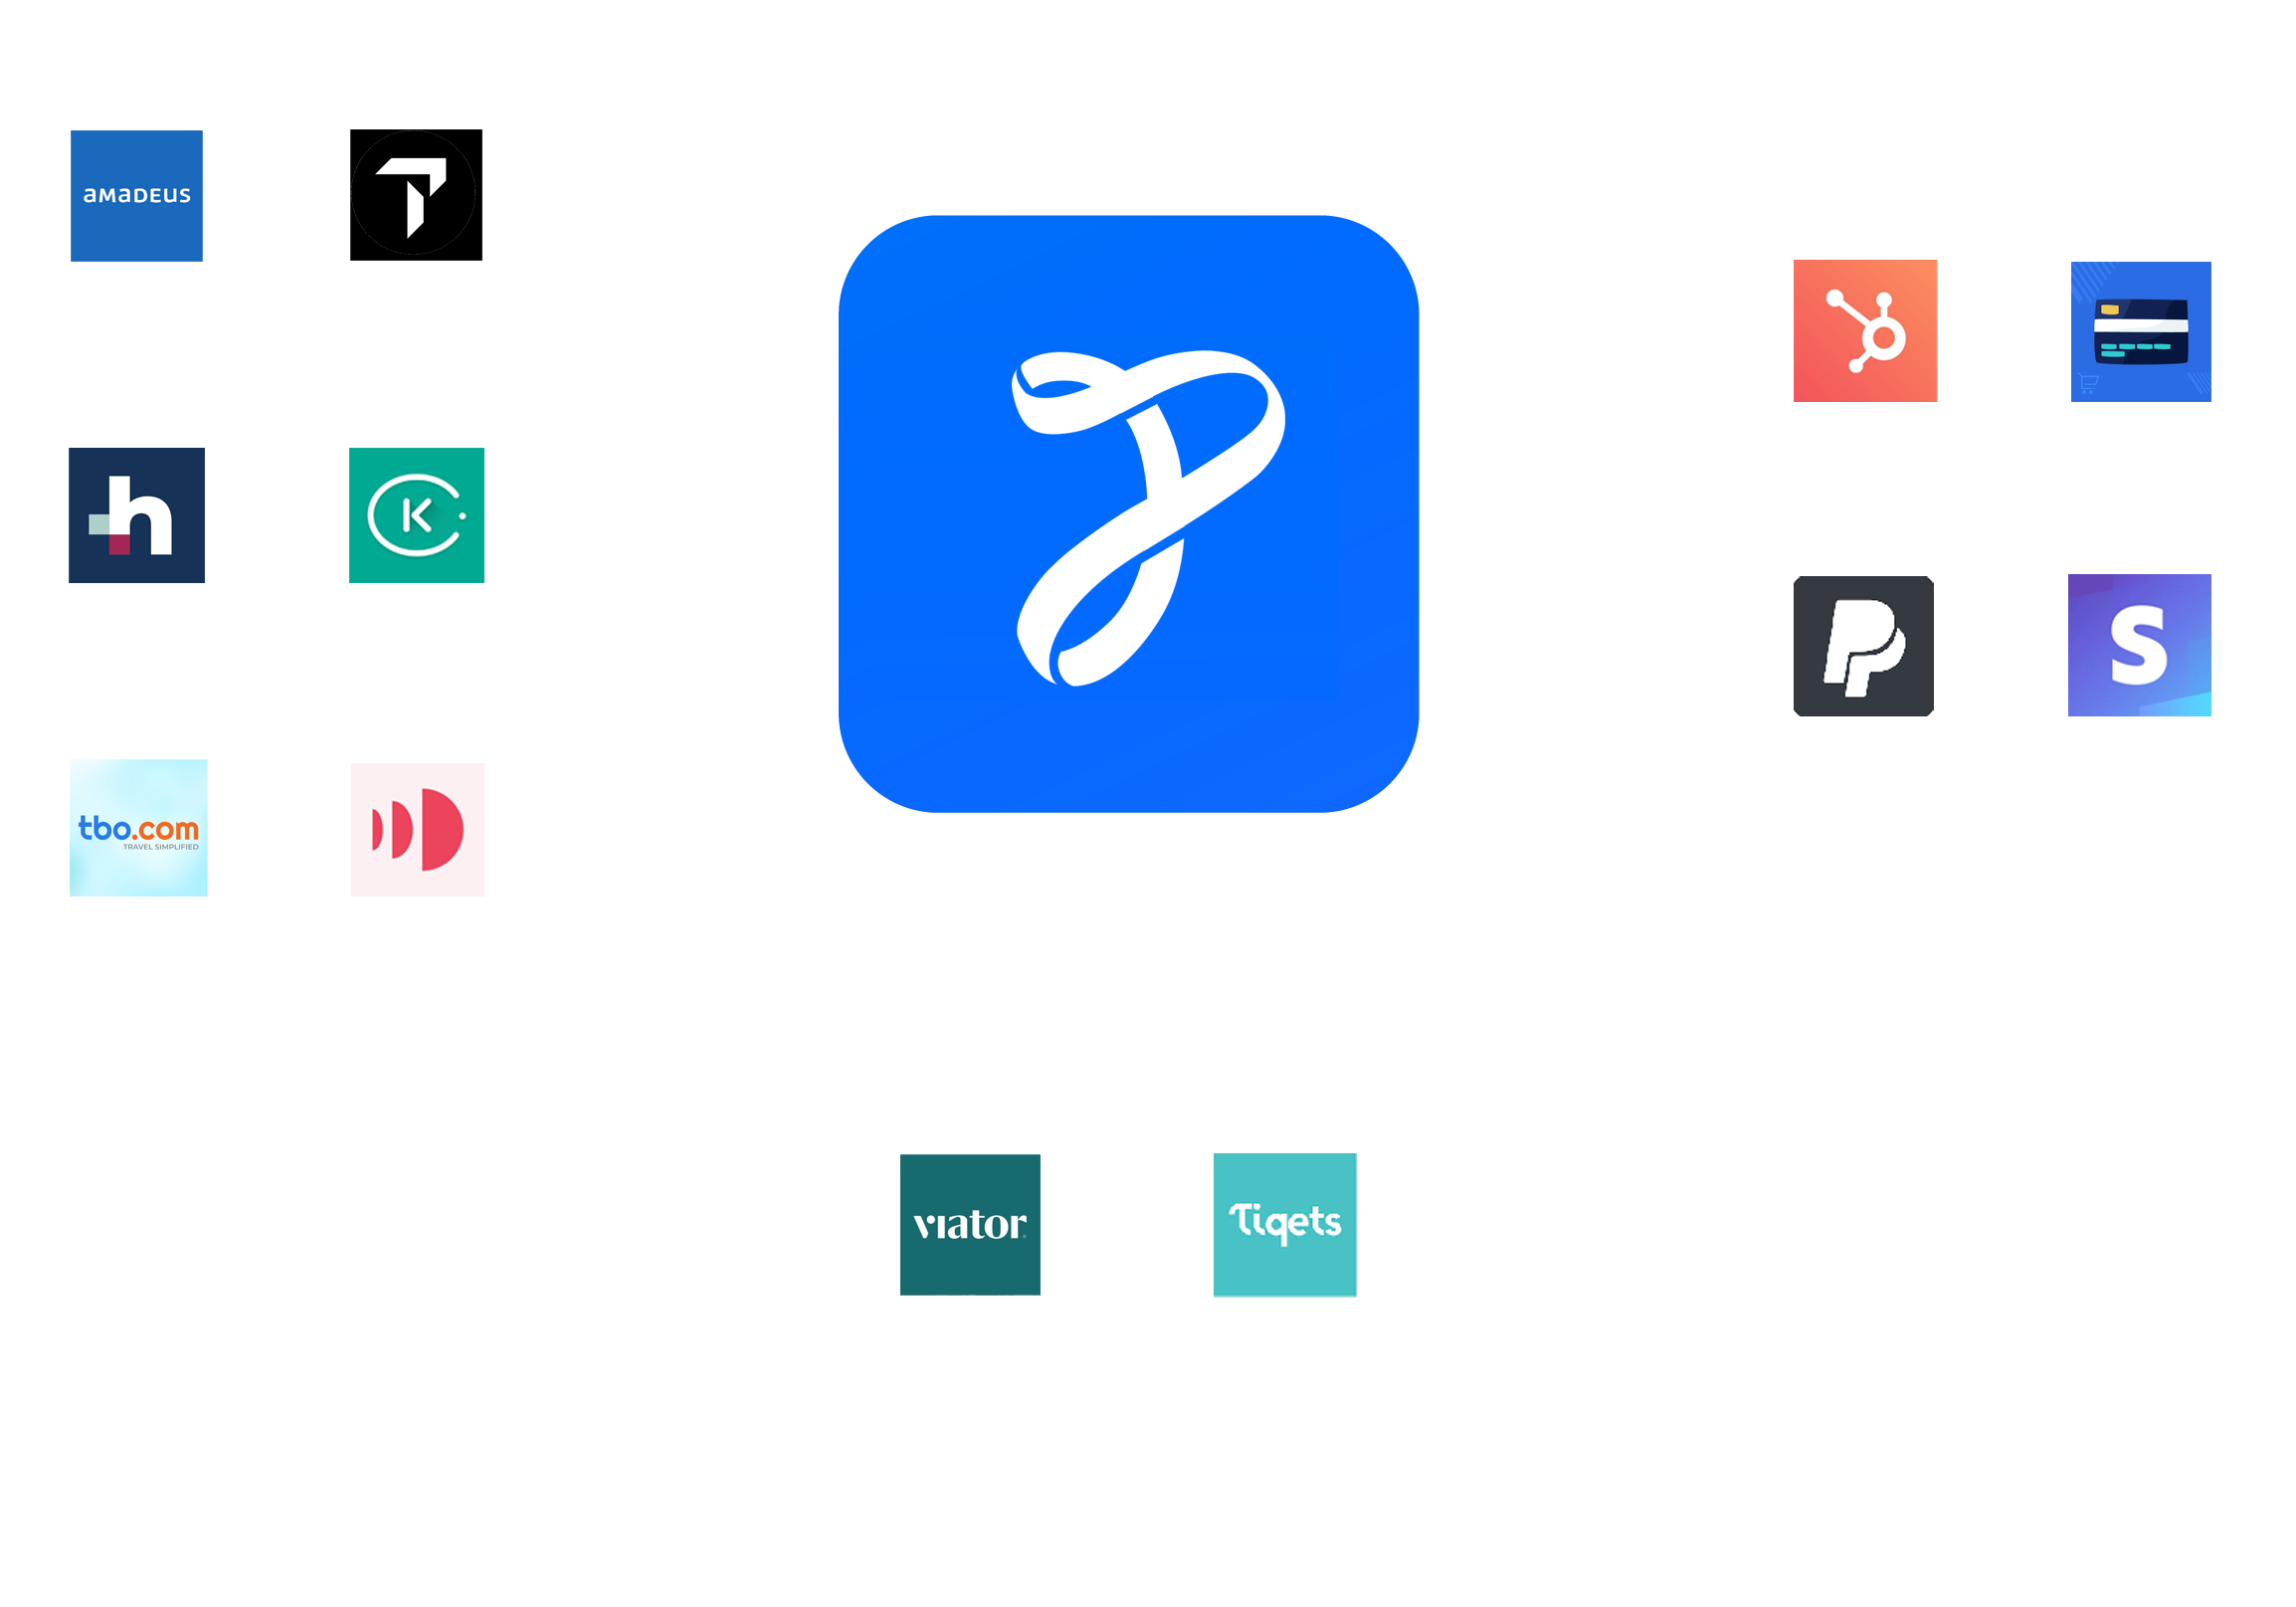 amadeus
h
K
tbo.com
TRAVEL SIMPLIFIED
S
viator
Tiqets